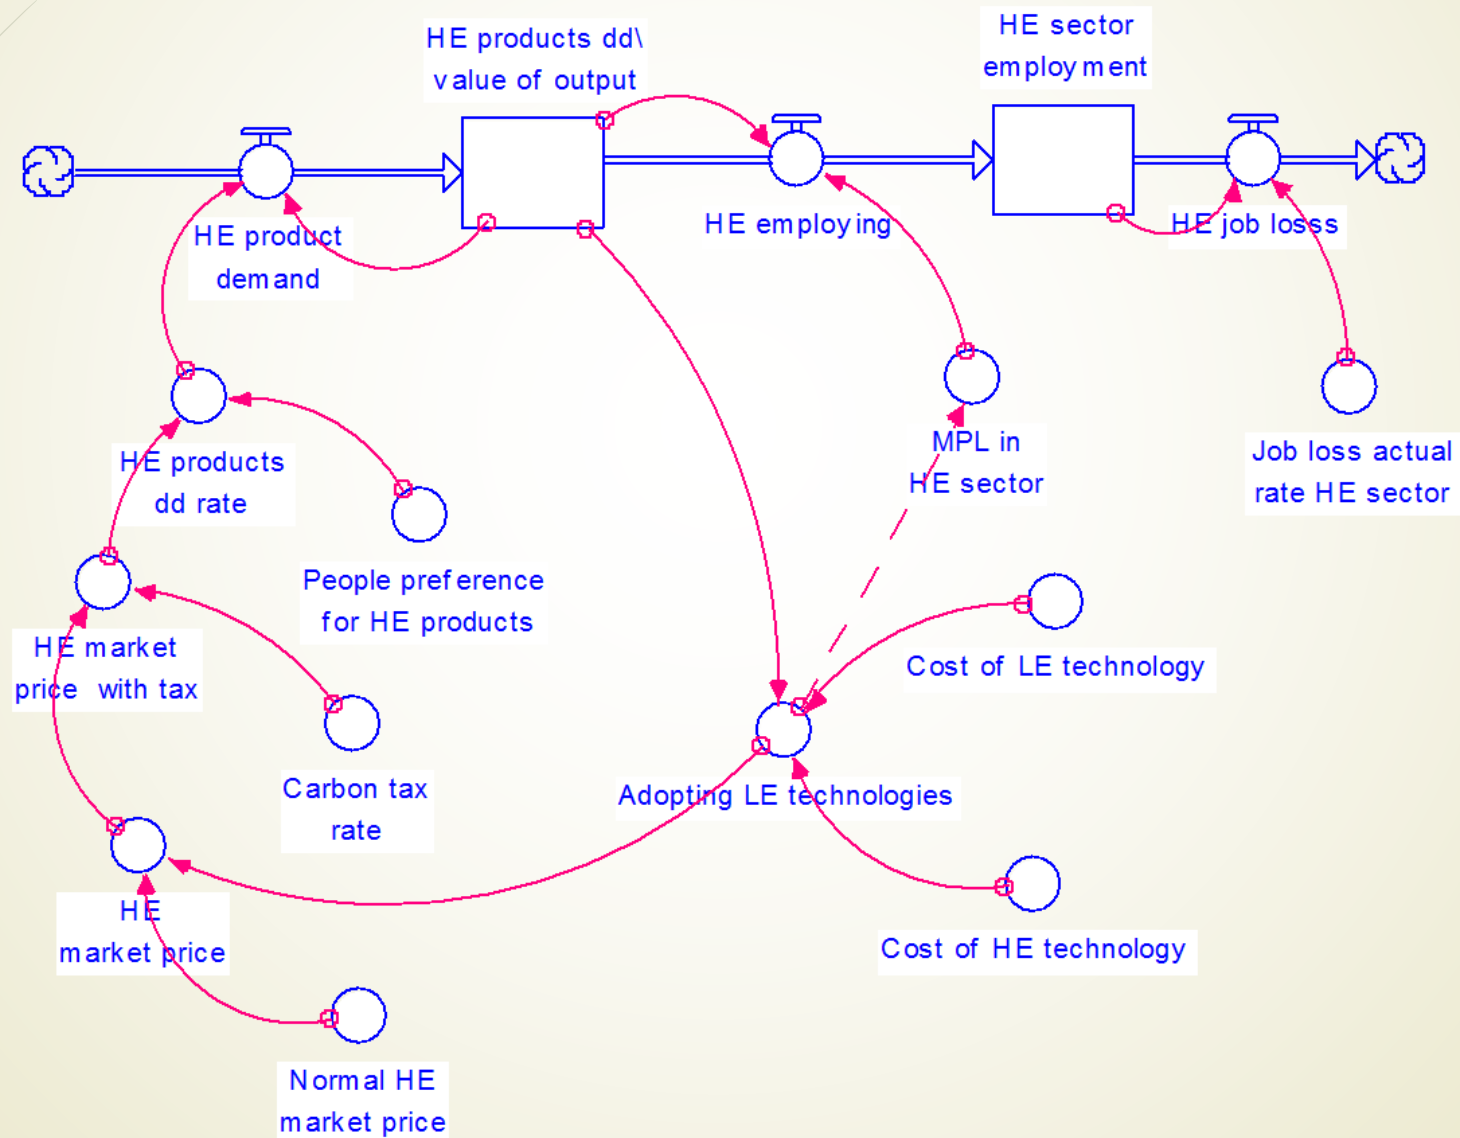 HE products dd\
value of output
HE sector
employment
HE product
demand
HE employing
HE job losss
HE products
dd rate
MPL in
HE sector
Job loss actual
rate HE sector
People preference
for HE products
HE market
price with tax
Cost of LE technology
Carbon tax
rate
Adopting LE technologies
HE
market price
Cost of HE technology
Normal HE
market price